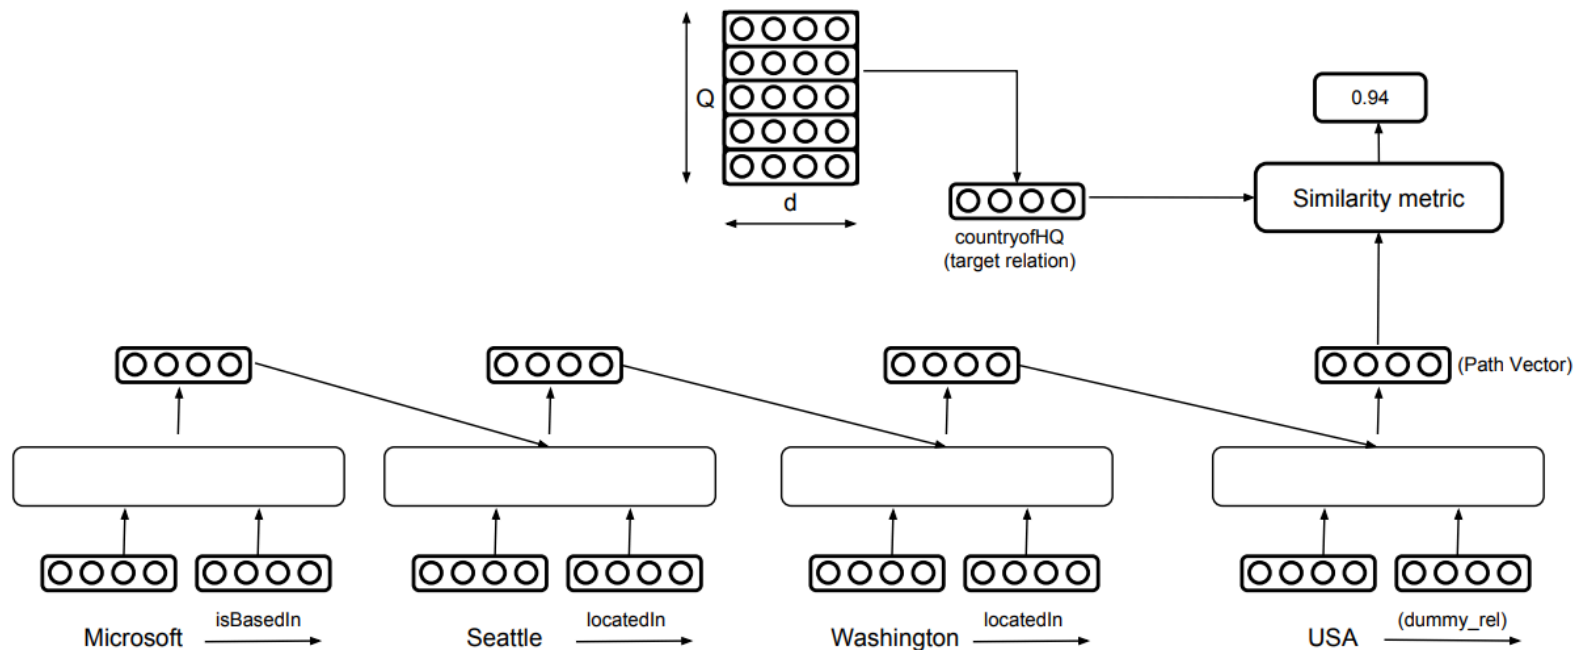 Q
d
0.94
Similarity metric
countryofHQ
(target relation)
(Path Vector)
Microsoft
isBasedIn
Seattle
locatedIn
Washington
locatedIn
USA
(dummy_rel)